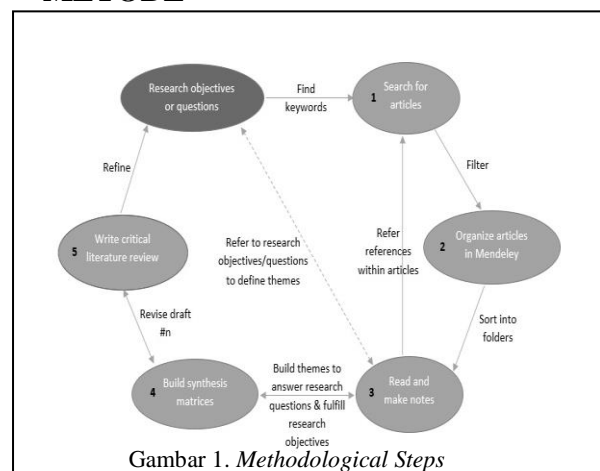 METODE
Research objectives
or questions
Find
keywords
1 Search for
articles
Filter
2 Organize articles
in Mendeley
Sort into
folders
3 Read and
make notes
Refer
references
within articles
Refer to research
objectives/questions
to define themes
Build themes to
answer research
questions & fulfill
research
objectives
4 Build synthesis
matrices
Revise draft
#n
5 Write critical
literature review
Refine
Gambar 1. Methodological Steps